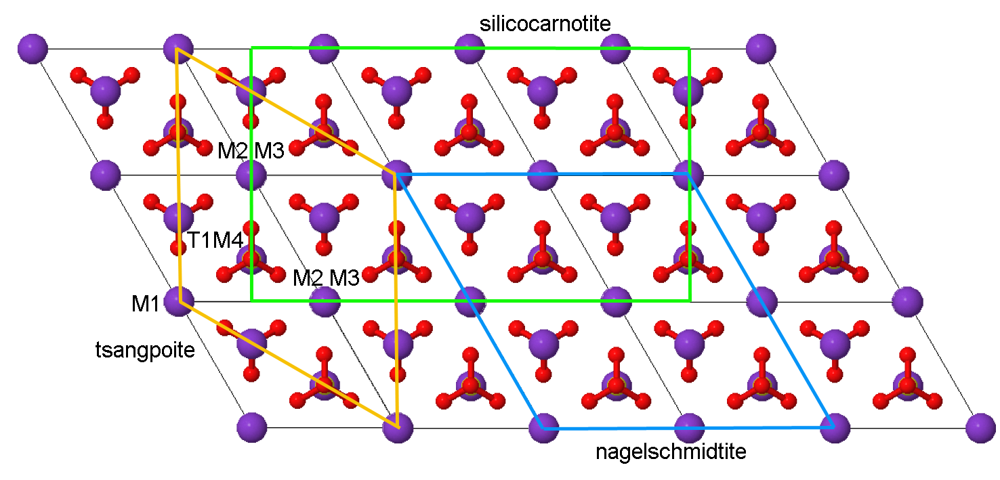 silicocarnotite
M2 M3
T1M4
M2 M3
M1
tsangpoite
nagelschmidtite